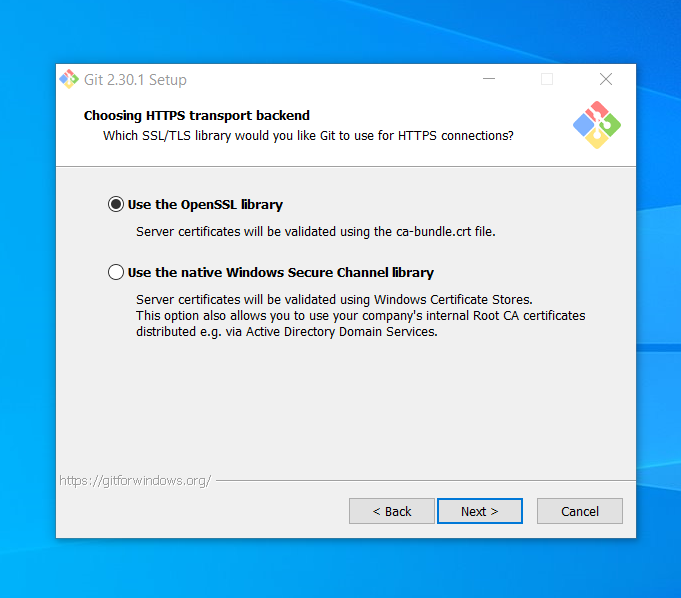 Git 2.30.1 Setup
Choosing HTTPS transport backend
Which SSL/TLS library would you like Git to use for HTTPS connections?
Use the OpenSSL library
Server certificates will be validated using the ca-bundle.crt file.
Use the native Windows Secure Channel library
Server certificates will be validated using Windows Certificate Stores.
This option also allows you to use your company's internal Root CA certificates
distributed e.g. via Active Directory Domain Services.
https://gitforwindows.org/
< Back
Next >
Cancel